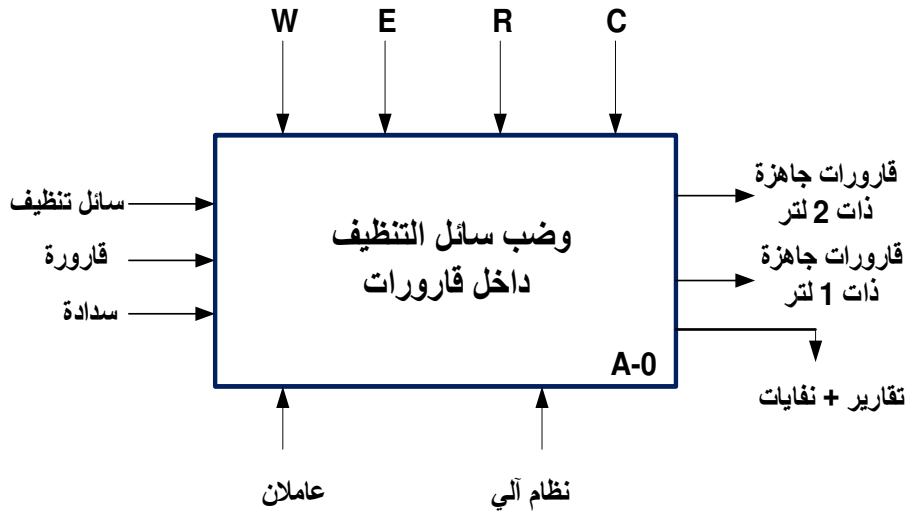 W E R C
سائل تنظيف
قارورة
سدادة
وضب سائل التنظيف
داخل قارورات
A-0
قارورات جاهزة
ذات 2 لتر
قارورات جاهزة
ذات 1 لتر
تقارير + نفايات
عاملان
نظام آلي